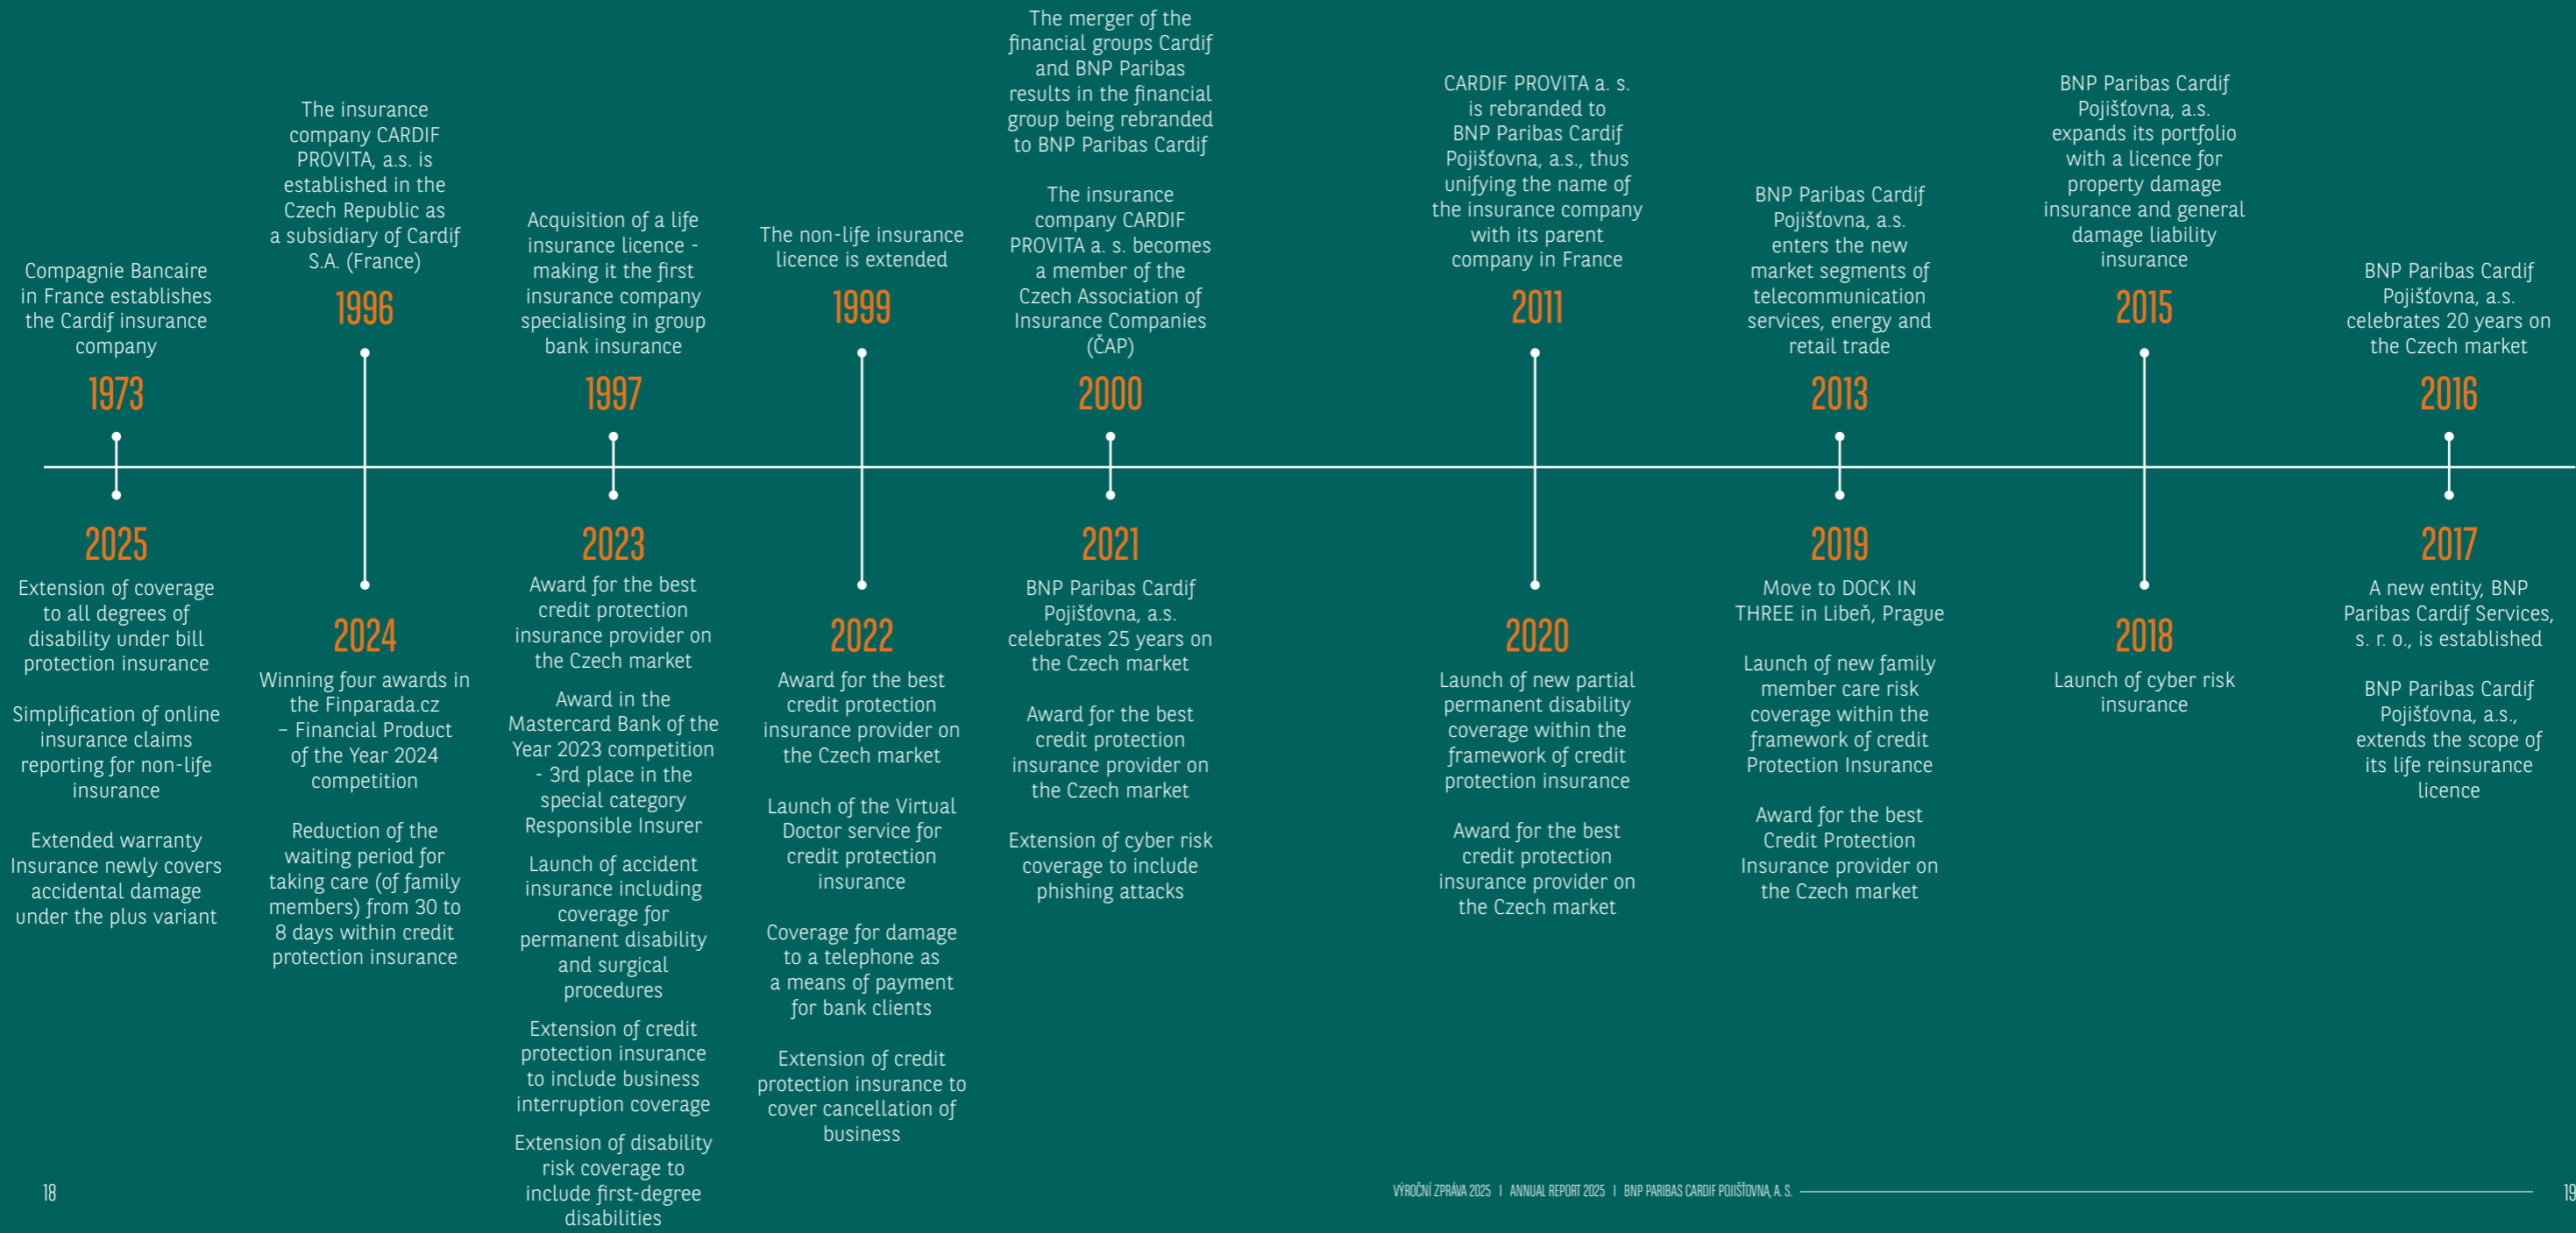 Compagnie Bancaire
in France establishes
the Cardif insurance
company
1973
The insurance
company CARDIF
PROVITA, a.s. is
established in the
Czech Republic as
a subsidiary of Cardif
S.A. (France)
1996
Acquisition of a life
insurance licence -
making it the first
insurance company
specialising in group
bank insurance
1997
The non-life insurance
licence is extended
1999
The merger of the
financial groups Cardif
and BNP Paribas
results in the financial
group being rebranded
to BNP Paribas Cardif
The insurance
company CARDIF
PROVITA a. s. becomes
a member of the
Czech Association of
Insurance Companies
(ČAP)
2000
CARDIF PROVITA a. s.
is rebranded to
BNP Paribas Cardif
Pojišťovna, a.s., thus
unifying the name of
the insurance company
with its parent
company in France
2011
BNP Paribas Cardif
Pojišťovna, a.s.
enters the new
market segments of
telecommunication
services, energy and
retail trade
2013
BNP Paribas Cardif
Pojišťovna, a.s.
expands its portfolio
with a licence for
property damage
insurance and general
damage liability
insurance
2015
BNP Paribas Cardif
Pojišťovna, a.s.
celebrates 20 years on
the Czech market
2016
2025
Extension of coverage
to all degrees of
disability under bill
protection insurance
Simplification of online
insurance claims
reporting for non-life
insurance
Extended warranty
Insurance newly covers
accidental damage
under the plus variant
2024
Winning four awards in
the Finparada.cz
– Financial Product
of the Year 2024
competition
Reduction of the
waiting period for
taking care (of family
members) from 30 to
8 days within credit
protection insurance
2023
Award for the best
credit protection
insurance provider on
the Czech market
Award in the
Mastercard Bank of the
Year 2023 competition
- 3rd place in the
special category
Responsible Insurer
Launch of accident
insurance including
coverage for
permanent disability
and surgical
procedures
Extension of credit
protection insurance
to include business
interruption coverage
Extension of disability
risk coverage to
include first-degree
disabilities
2022
Award for the best
credit protection
insurance provider on
the Czech market
Launch of the Virtual
Doctor service for
credit protection
insurance
Coverage for damage
to a telephone as
a means of payment
for bank clients
Extension of credit
protection insurance to
cover cancellation of
business
2021
BNP Paribas Cardif
Pojišťovna, a.s.
celebrates 25 years on
the Czech market
Award for the best
credit protection
insurance provider on
the Czech market
Extension of cyber risk
coverage to include
phishing attacks
2020
Launch of new partial
permanent disability
coverage within the
framework of credit
protection insurance
Award for the best
credit protection
insurance provider on
the Czech market
2019
Move to DOCK IN
THREE in Libeň, Prague
Launch of new family
member care risk
coverage within the
framework of credit
Protection Insurance
Award for the best
Credit Protection
Insurance provider on
the Czech market
2018
Launch of cyber risk
insurance
2017
A new entity, BNP
Paribas Cardif Services,
s. r. o., is established
BNP Paribas Cardif
Pojišťovna, a.s.,
extends the scope of
its life reinsurance
licence
18
VÝROČNÍ ZPRÁVA 2025 I ANNUAL REPORT 2025 I BNP PARIBAS CARDIF POJIŠŤOVNA, A. S.
19